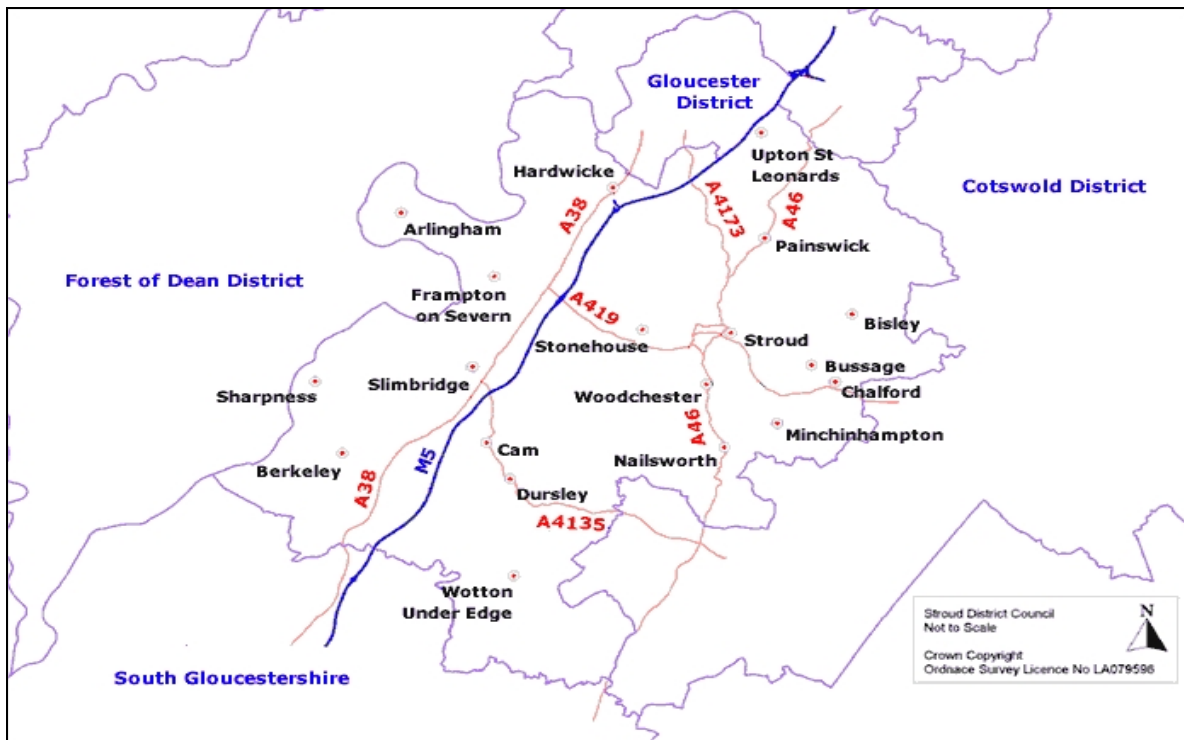 Gloucester
District
Upton St
Leonards
Hardwicke
A38
A4173
A46
Cotswold District
Arlingham
Painswick
Forest of Dean District
Frampton
on Severn
A419
Bisley
Stonehouse
Stroud
Slimbridge
Bussage
Sharpness
Woodchester
Chalford
A46
Minchinhampton
Cam
Nailsworth
Berkeley
M5
A38
Dursley
A4135
Wotton
Under Edge
South Gloucestershire
Stroud District Council
Not to Scale
N
Crown Copyright
Ordnace Survey Licence No LA079596